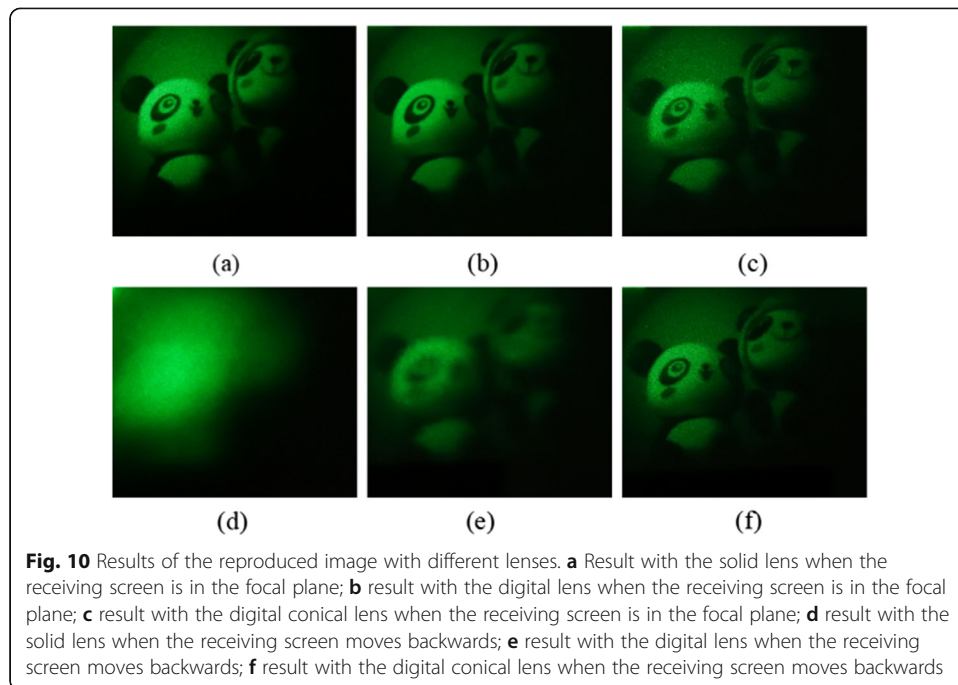 (a) (b) (c)
(d) (e) (f)
Fig. 10 Results of the reproduced image with different lenses. a Result with the solid lens when the
receiving screen is in the focal plane; b result with the digital lens when the receiving screen is in the focal
plane; c result with the digital conical lens when the receiving screen is in the focal plane; d result with the
solid lens when the receiving screen moves backwards; e result with the digital lens when the receiving
screen moves backwards; f result with the digital conical lens when the receiving screen moves backwards